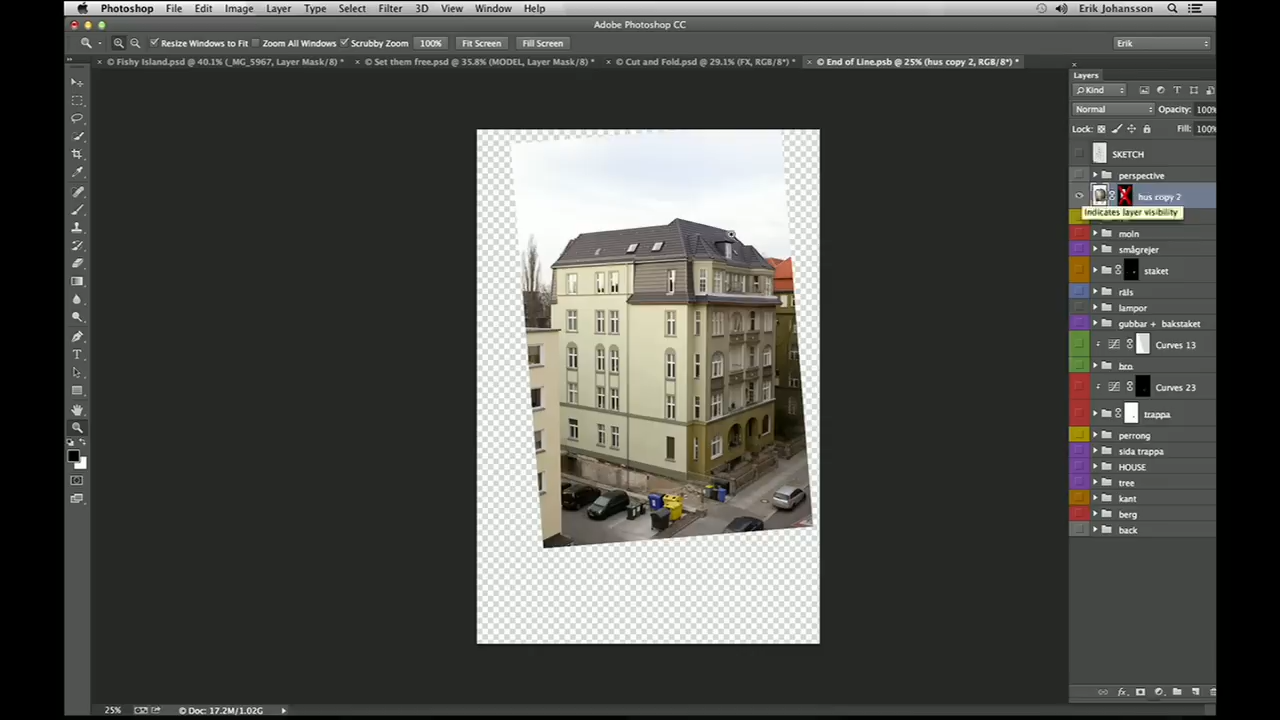 Photoshop File Edit Image Layer Type Select Filter 3D View Window Help Erik Johansson
Adobe Photoshop CC
Resize Windows to Fit Zoom All Windows Scrubby Zoom 100% Fit Screen Fill Screen Erik
× © Fishy Island.psd @ 40.1% (_MG_5967, Layer Mask/8) * × © Set them free.psd @ 35.8% (MODEL, Layer Mask/8) * × © Cut and Fold.psd @ 29.1% (FX, RGB/8*) * × © End of Line.psb @ 25% (hus copy 2, RGB/8*) *
Layers
Kind
Normal Opacity: 100%
Lock: Fill: 100%
SKETCH
perspective
hus copy 2
Indicates layer visibility
moln
smågrejer
staket
räls
lampor
gubbar + bakstaket
Curves 13
bro
Curves 23
trappa
perrong
sida trappa
HOUSE
tree
kant
berg
back
25% © Doc: 17.2M/1.02G